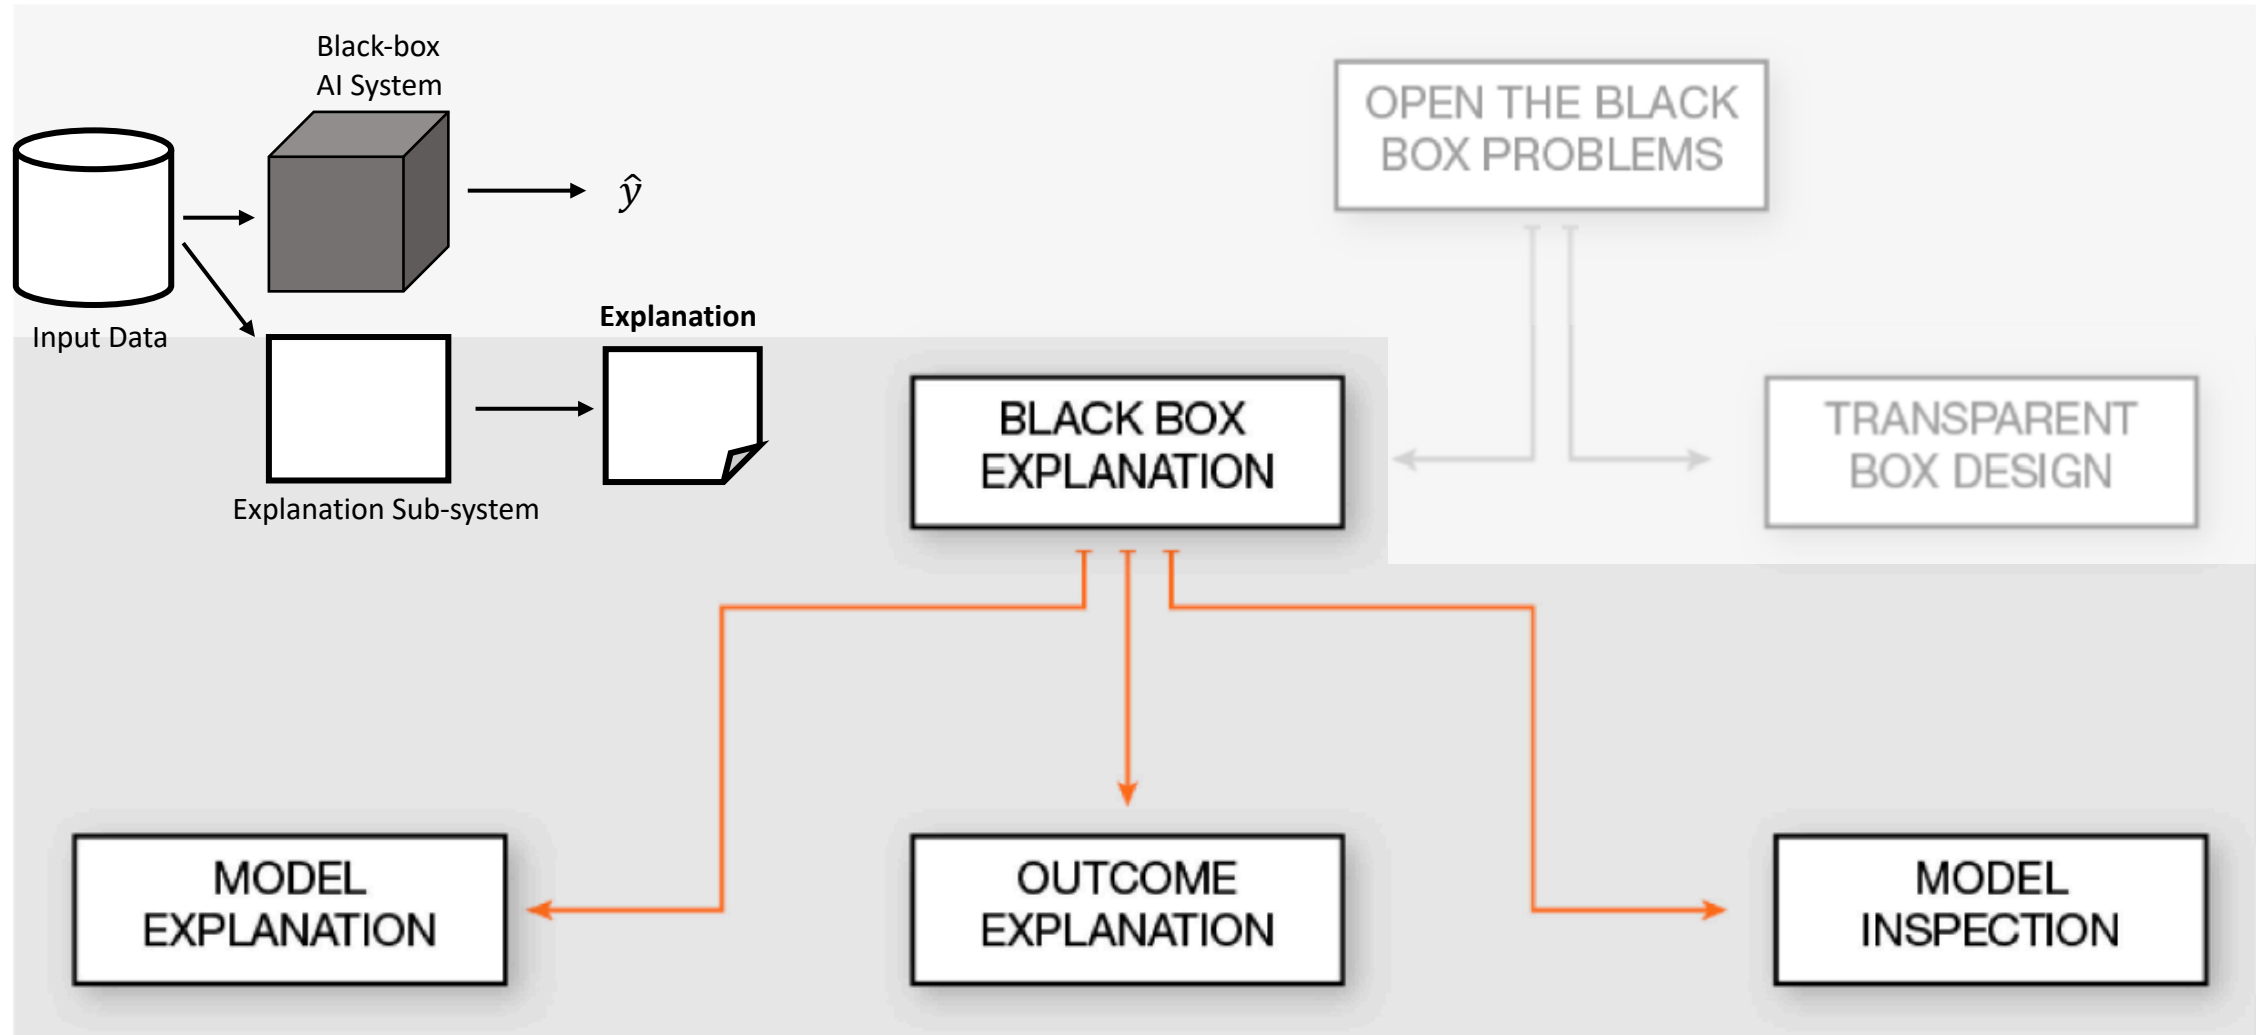 Black-box
AI System
ŷ
Input Data
Explanation
Explanation Sub-system
OPEN THE BLACK
BOX PROBLEMS
BLACK BOX
EXPLANATION
TRANSPARENT
BOX DESIGN
MODEL
EXPLANATION
OUTCOME
EXPLANATION
MODEL
INSPECTION